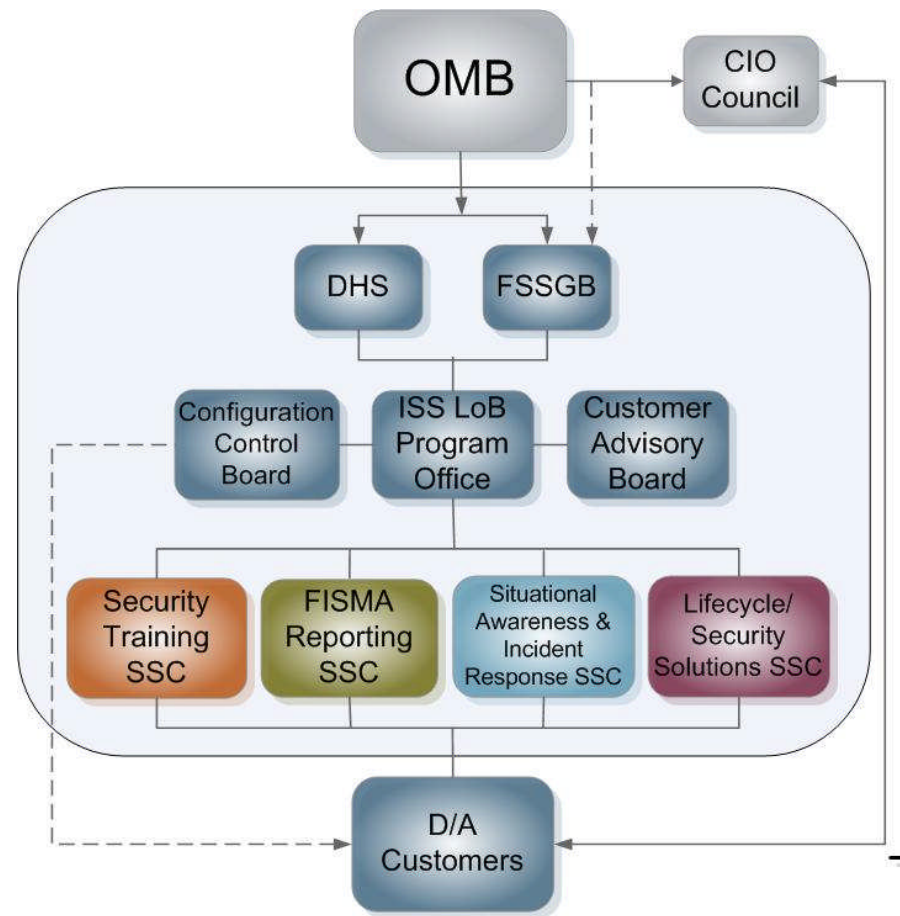 OMB
CIO
Council
DHS
FSSGB
Configuration
Control
Board
ISS LoB
Program
Office
Customer
Advisory
Board
Security
Training
SSC
FISMA
Reporting
SSC
Situational
Awareness &
Incident
Response SSC
Lifecycle/
Security
Solutions SSC
D/A
Customers